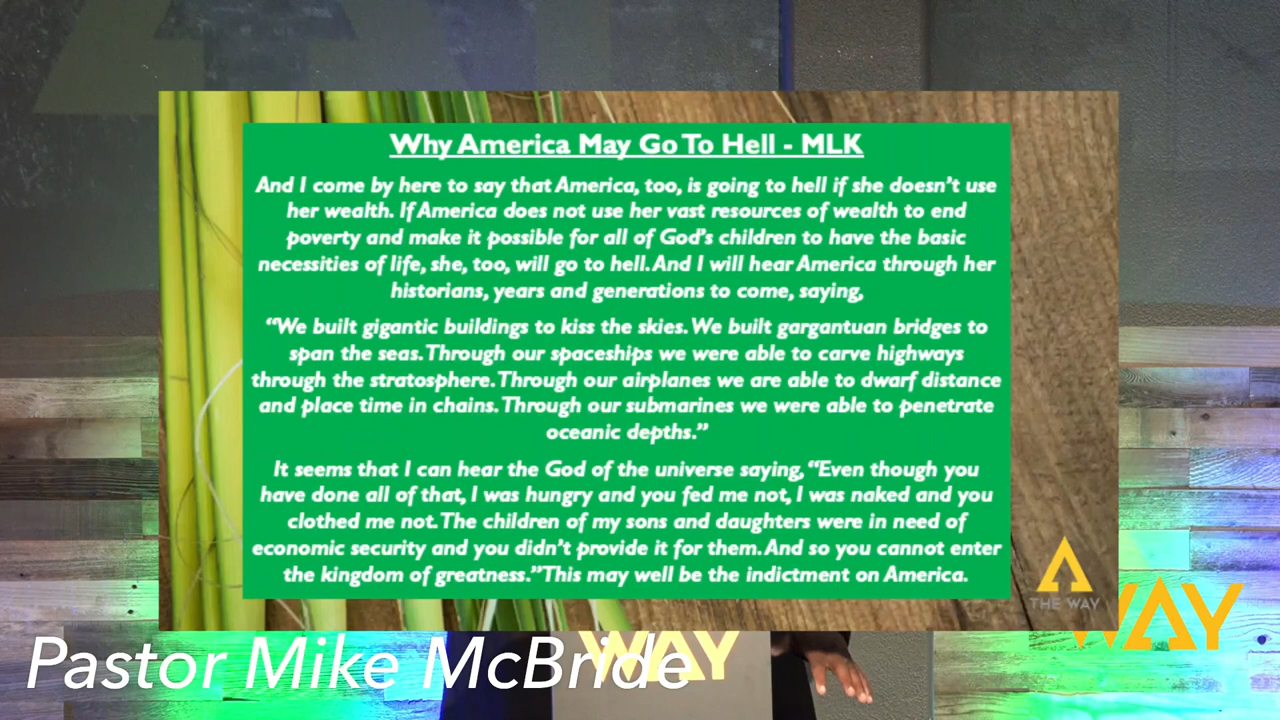 Why America May Go To Hell - MLK
And I come by here to say that America, too, is going to hell if she doesn't use
her wealth. If America does not use her vast resources of wealth to end
poverty and make it possible for all of God's children to have the basic
necessities of life, she, too, will go to hell. And I will hear America through her
historians, years and generations to come, saying,
“We built gigantic buildings to kiss the skies. We built gargantuan bridges to
span the seas. Through our spaceships we were able to carve highways
through the stratosphere. Through our airplanes we are able to dwarf distance
and place time in chains. Through our submarines we were able to penetrate
oceanic depths.”
It seems that I can hear the God of the universe saying, “Even though you
have done all of that, I was hungry and you fed me not, I was naked and you
clothed me not. The children of my sons and daughters were in need of
economic security and you didn't provide it for them. And so you cannot enter
the kingdom of greatness.” This may well be the indictment on America.
THE WAY
WAY
WAY
Pastor Mike McBride